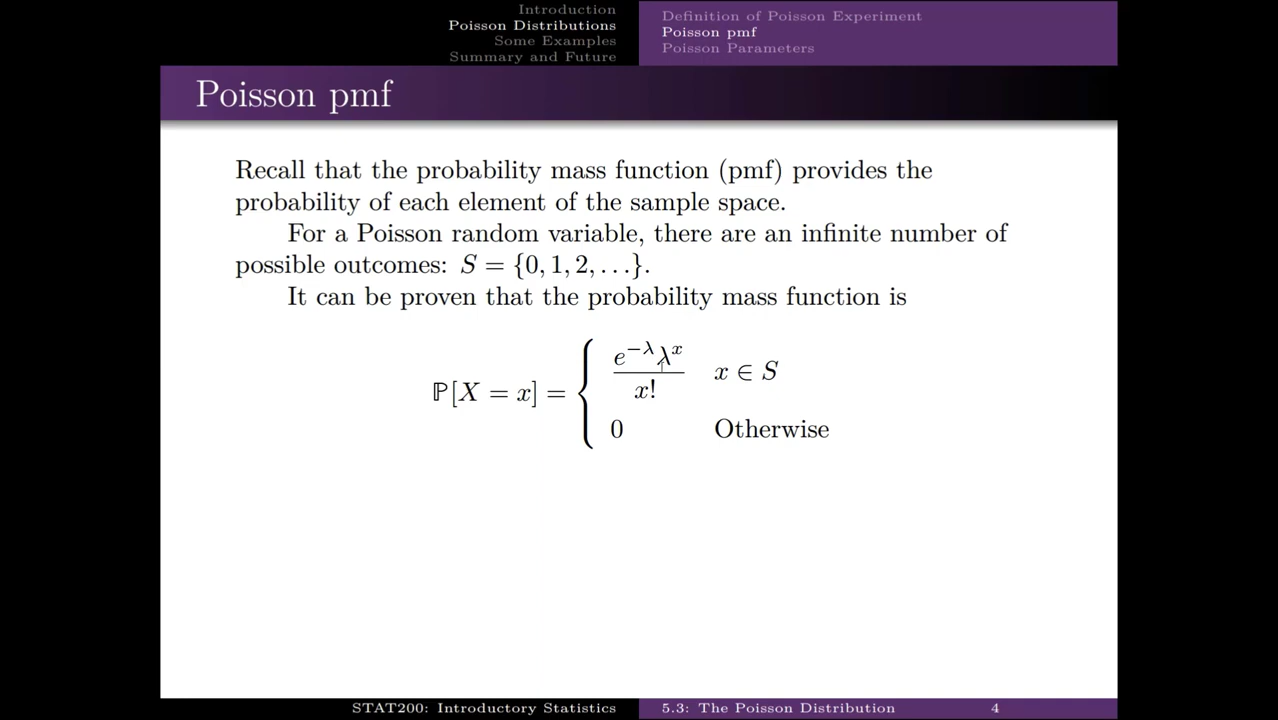 Introduction
Poisson Distributions
Some Examples
Summary and Future
Definition of Poisson Experiment
Poisson pmf
Poisson Parameters
Poisson pmf
Recall that the probability mass function (pmf) provides the
probability of each element of the sample space.
For a Poisson random variable, there are an infinite number of
possible outcomes: S = {0, 1, 2, . . .}.
It can be proven that the probability mass function is
ℙ[X = x] = { e^{−λ}λ^x / x!   x ∈ S
0   Otherwise
STAT200: Introductory Statistics
5.3: The Poisson Distribution
4